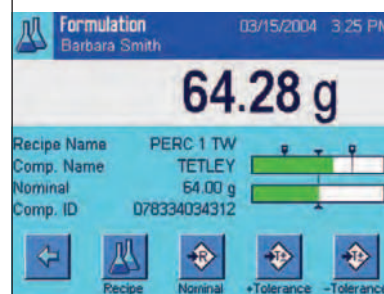 Formulation 03/15/2004 3:25 PM
Barbara Smith
64.28 g
Recipe Name PERC 1 TW
Comp. Name TETLEY
Nominal 64.00 g
Comp. ID 078334034312
Recipe Nominal +Tolerance -Tolerance